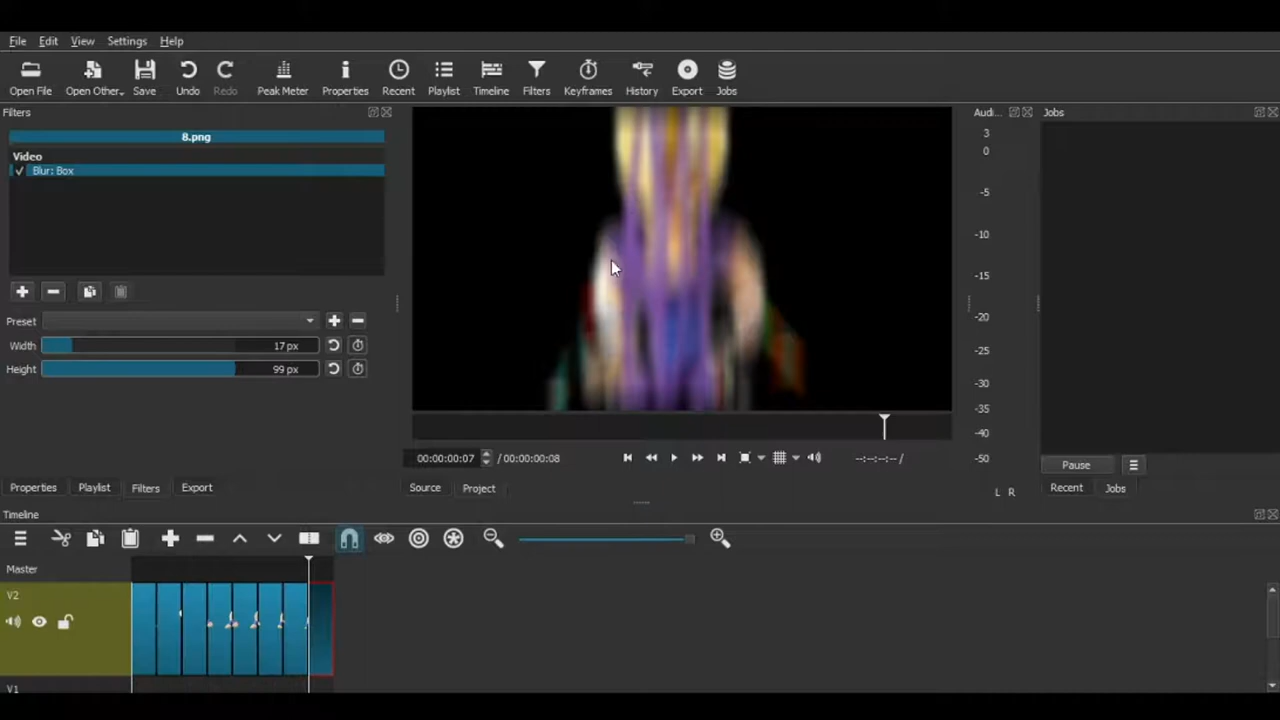 File Edit View Settings Help
Open File Open Other Save Undo Redo Peak Meter Properties Recent Playlist Timeline Filters Keyframes History Export Jobs
Filters
Audi...
Jobs
8.png
Video
✓ Blur: Box
3
0
-5
-10
-15
-20
-25
-30
-35
-40
-50
L R
Preset
Width 17 px
Height 99 px
00:00:00:07 / 00:00:00:08
--:--:--:-- /
Pause
Properties Playlist Filters Export
Source Project
Recent Jobs
Timeline
Master
V2
V1